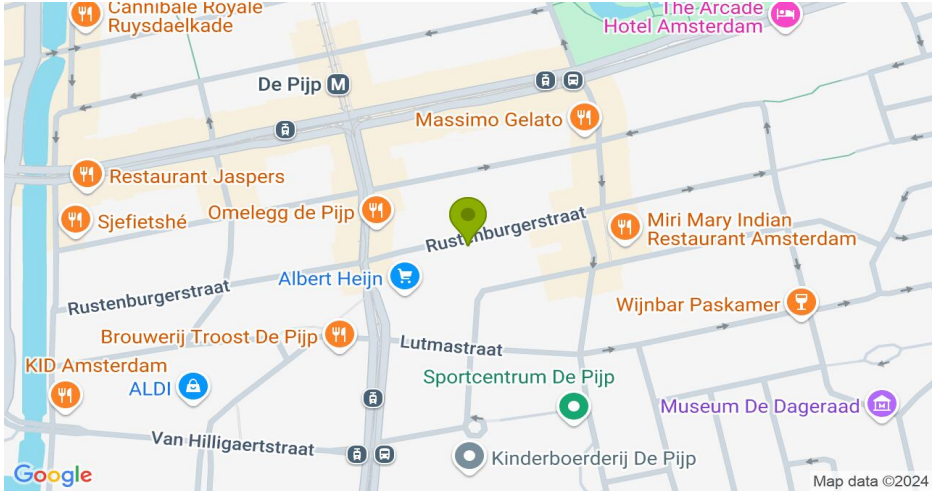 Cannibale Royale
Ruysdaelkade
The Arcade
Hotel Amsterdam
De Pijp M
Massimo Gelato
Restaurant Jaspers
Omelegg de Pijp
Sjefietshé
Rustenburgerstraat
Miri Mary Indian
Restaurant Amsterdam
Albert Heijn
Rustenburgerstraat
Wijnbar Paskamer
Brouwerij Troost De Pijp
Lutmastraat
KID Amsterdam
ALDI
Sportcentrum De Pijp
Museum De Dageraad
Van Hilligaertstraat
Kinderboerderij De Pijp
Google
Map data ©2024